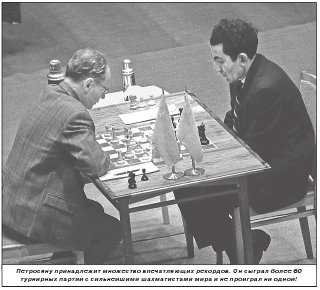 Петросяну принадлежит множество впечатляющих рекордов. Он сыграл более 60
турнирных партий с сильнейшими шахматистами мира и не проиграл ни одной!